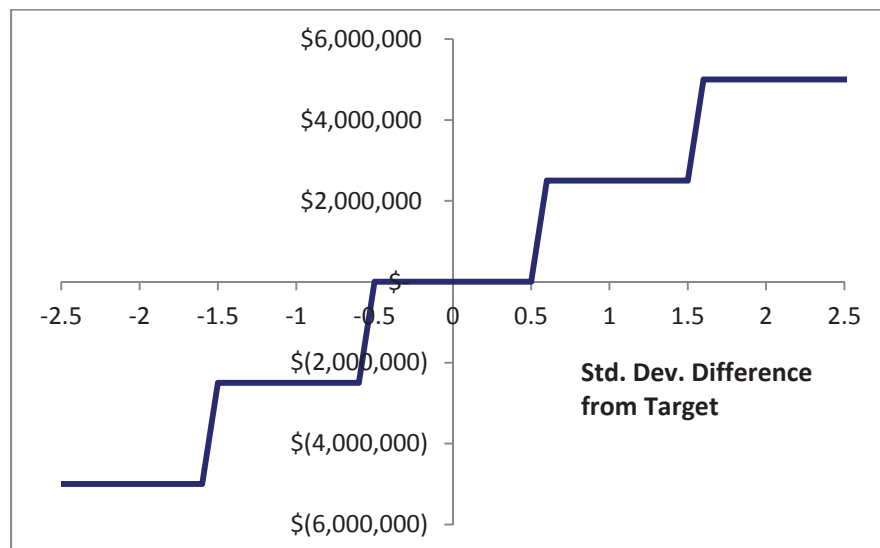 $6,000,000
$4,000,000
$2,000,000
$-
-2.5 -2 -1.5 -1 -0.5 0 0.5 1 1.5 2 2.5
$(2,000,000)
Std. Dev. Difference
from Target
$(4,000,000)
$(6,000,000)